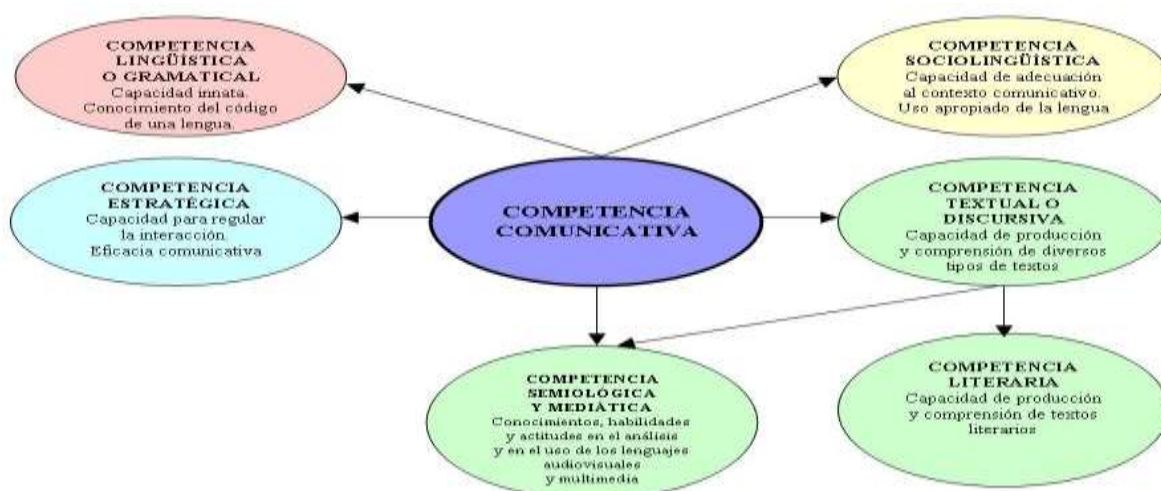 COMPETENCIA
LINGÜÍSTICA
O GRAMATICAL
Capacidad innata.
Conocimiento del código
de una lengua.
COMPETENCIA
SOCIOLINGÜÍSTICA
Capacidad de adecuación
al contexto comunicativo.
Uso apropiado de la lengua
COMPETENCIA
ESTRATÉGICA
Capacidad para regular
la interacción.
Eficacia comunicativa
COMPETENCIA
COMUNICATIVA
COMPETENCIA
TEXTUAL O
DISCURSIVA
Capacidad de producción
y comprensión de diversos
tipos de textos
COMPETENCIA
SEMIOLÓGICA
Y MEDIÀTICA
Conocimientos, habilidades
y actitudes en el análisis
y en el uso de los lenguajes
audiovisuales
y multimedia
COMPETENCIA
LITERARIA
Capacidad de producción
y comprensión de textos
literarios